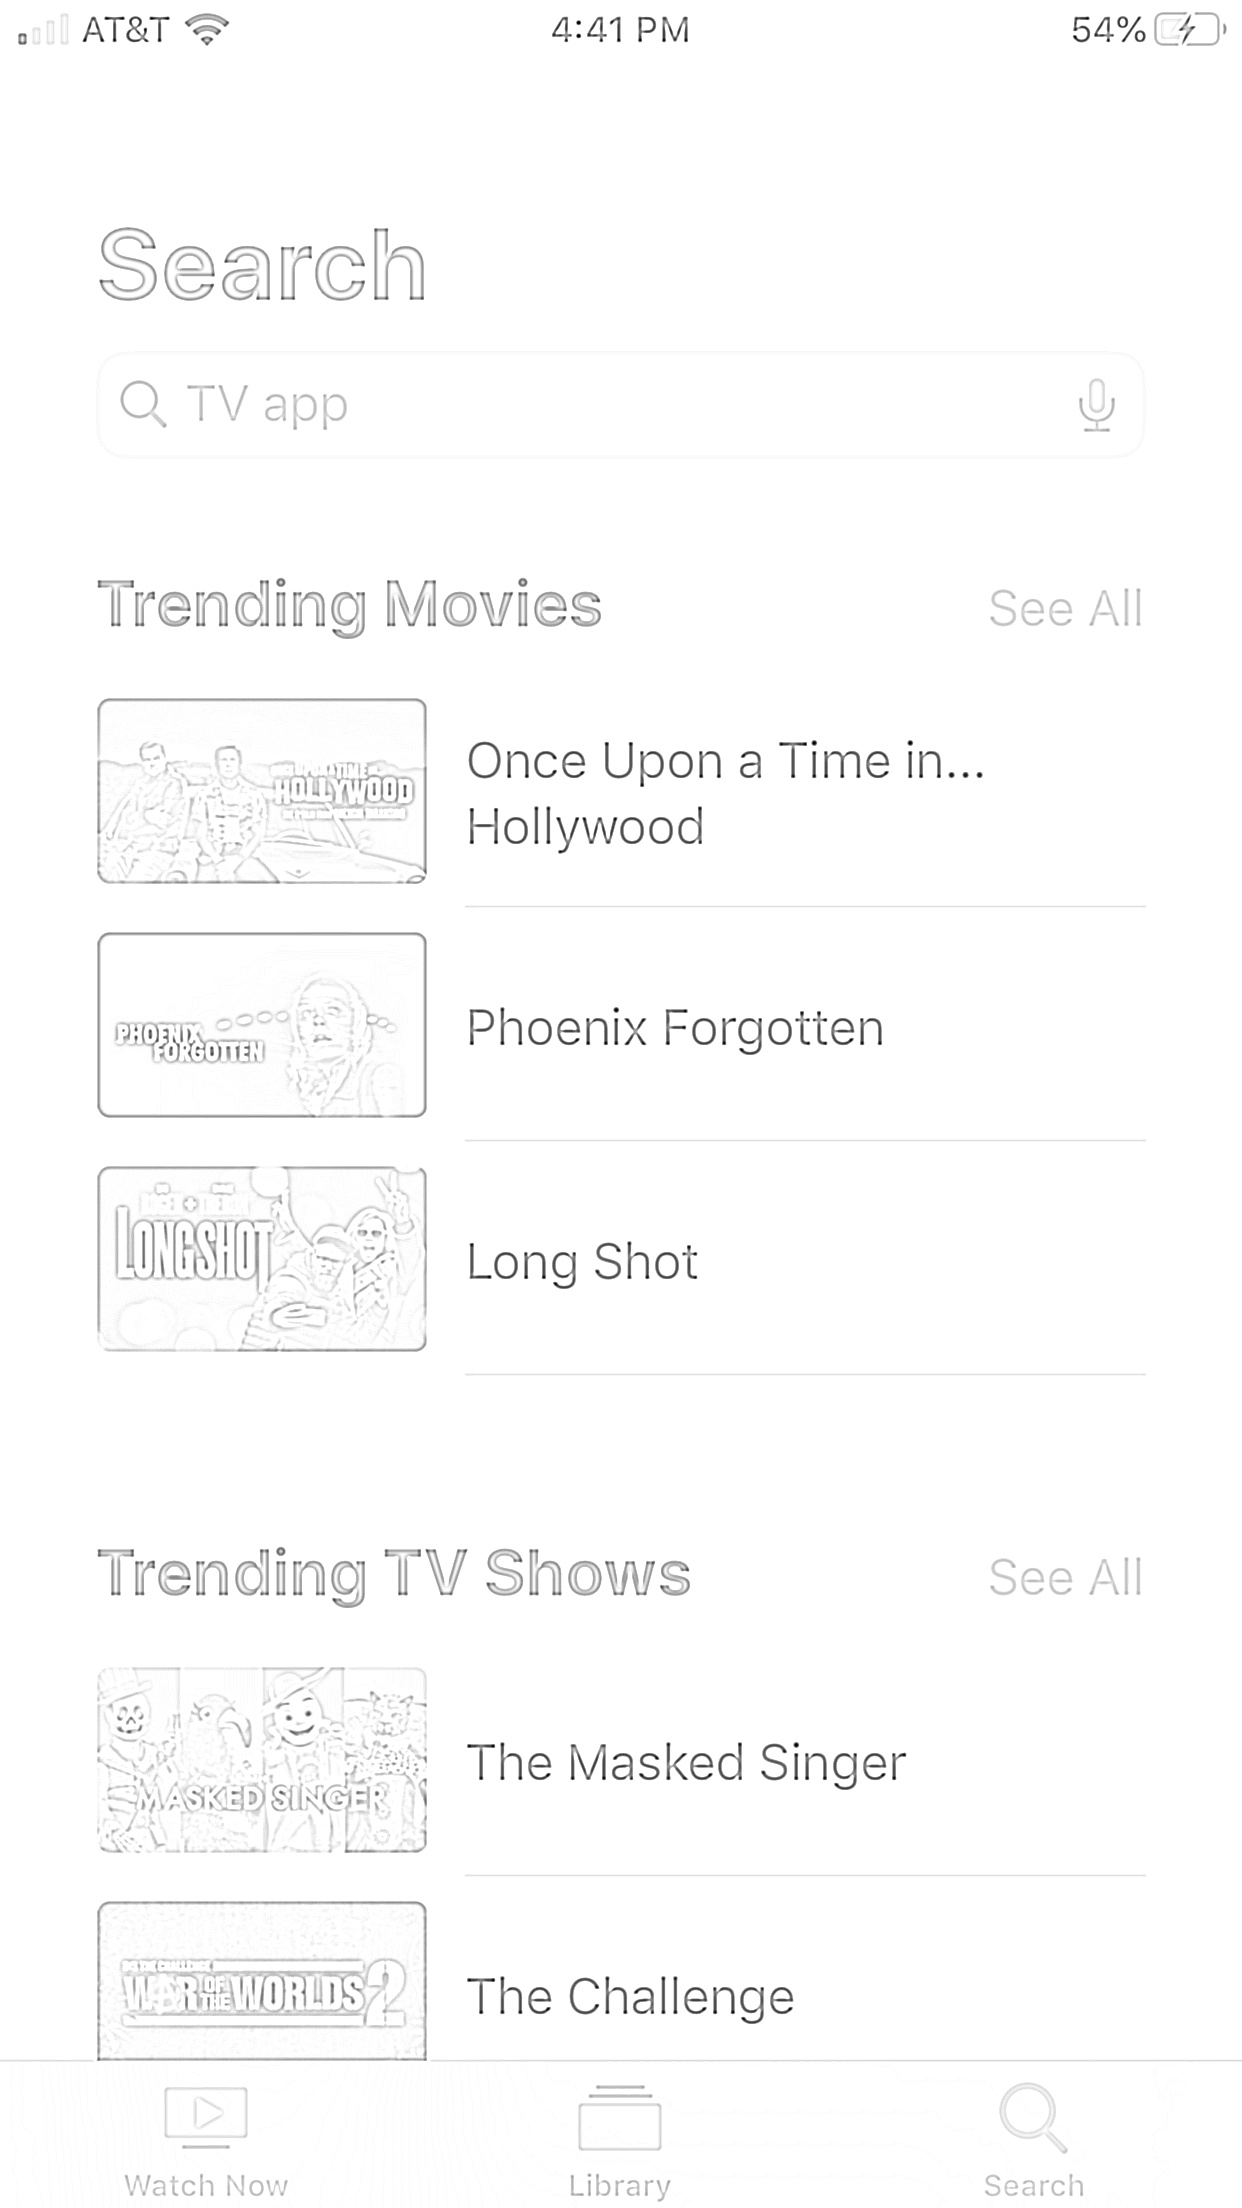 AT&T 4:41 PM 54%
Search
TV app
Trending Movies See All
HOLLYWOOD
Once Upon a Time in...
Hollywood
PHOENIX
FORGOTTEN
Phoenix Forgotten
LONG SHOT
Long Shot
Trending TV Shows See All
MASKED SINGER
The Masked Singer
WAR OF THE WORLDS 2
The Challenge
Watch Now Library Search